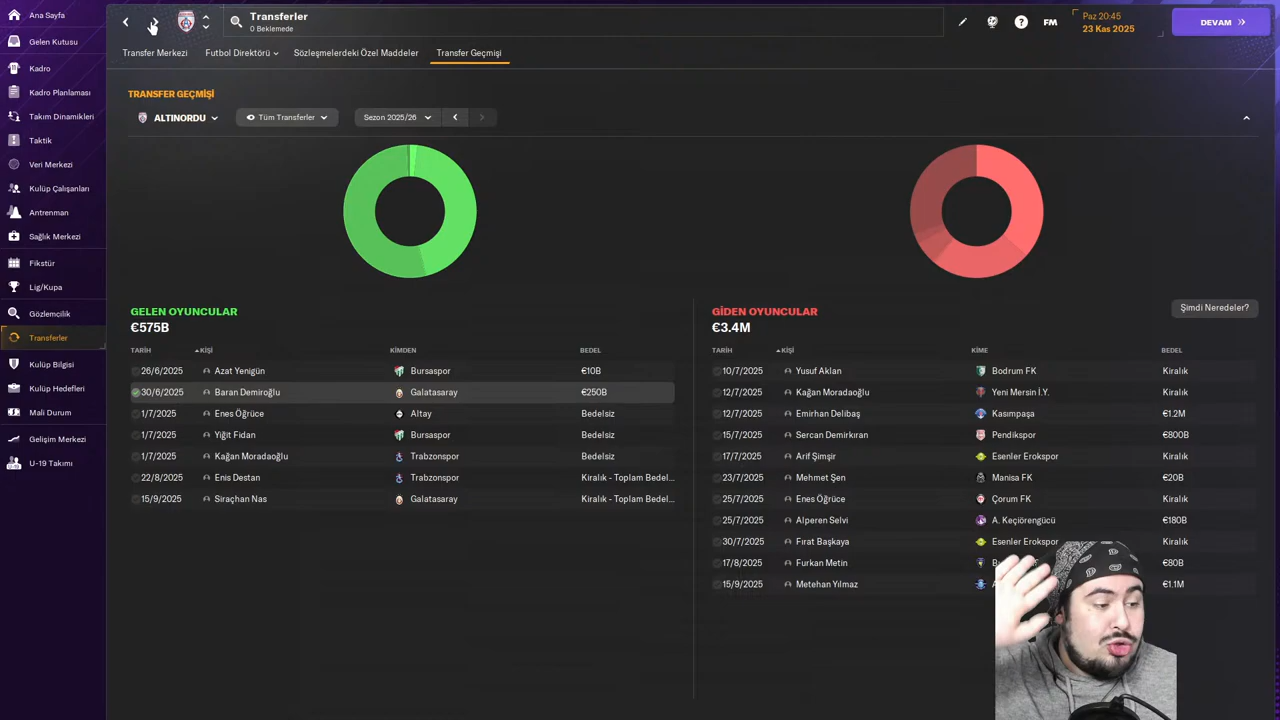 Ana Sayfa
Gelen Kutusu
Kadro
Kadro Planlaması
Takım Dinamikleri
Taktik
Veri Merkezi
Kulüp Çalışanları
Antrenman
Sağlık Merkezi
Fikstür
Lig/Kupa
Gözlemcilik
Transferler
Kulüp Bilgisi
Kulüp Hedefleri
Mali Durum
Gelişim Merkezi
U-19 Takımı
Transferler
0 Beklemede
FM
Paz 20:45
23 Kas 2025
DEVAM
Transfer Merkezi Futbol Direktörü Sözleşmelerdeki Özel Maddeler Transfer Geçmişi
TRANSFER GEÇMİŞİ
ALTINORDU Tüm Transferler Sezon 2025/26
GELEN OYUNCULAR
€575B
TARİH KİŞİ KİMDEN BEDEL
26/6/2025 Azat Yenigün Bursaspor €10B
30/6/2025 Baran Demiroğlu Galatasaray €250B
1/7/2025 Enes Öğrüce Altay Bedelsiz
1/7/2025 Yiğit Fidan Bursaspor Bedelsiz
1/7/2025 Kağan Moradaoğlu Trabzonspor Bedelsiz
22/8/2025 Enis Destan Trabzonspor Kiralık - Toplam Bedel...
15/9/2025 Siraçhan Nas Galatasaray Kiralık - Toplam Bedel...
GİDEN OYUNCULAR
€3.4M
Şimdi Neredeler?
TARİH KİŞİ KİME BEDEL
10/7/2025 Yusuf Aklan Bodrum FK Kiralık
12/7/2025 Kağan Moradaoğlu Yeni Mersin İ.Y. Kiralık
12/7/2025 Emirhan Delibaş Kasımpaşa €1.2M
15/7/2025 Sercan Demirkıran Pendikspor €800B
17/7/2025 Arif Şimşir Esenler Erokspor Kiralık
23/7/2025 Mehmet Şen Manisa FK €20B
25/7/2025 Enes Öğrüce Çorum FK Kiralık
25/7/2025 Alperen Selvi A. Keçiörengücü €180B
30/7/2025 Fırat Başkaya Esenler Erokspor Kiralık
17/8/2025 Furkan Metin €80B
15/9/2025 Metehan Yılmaz €1.1M